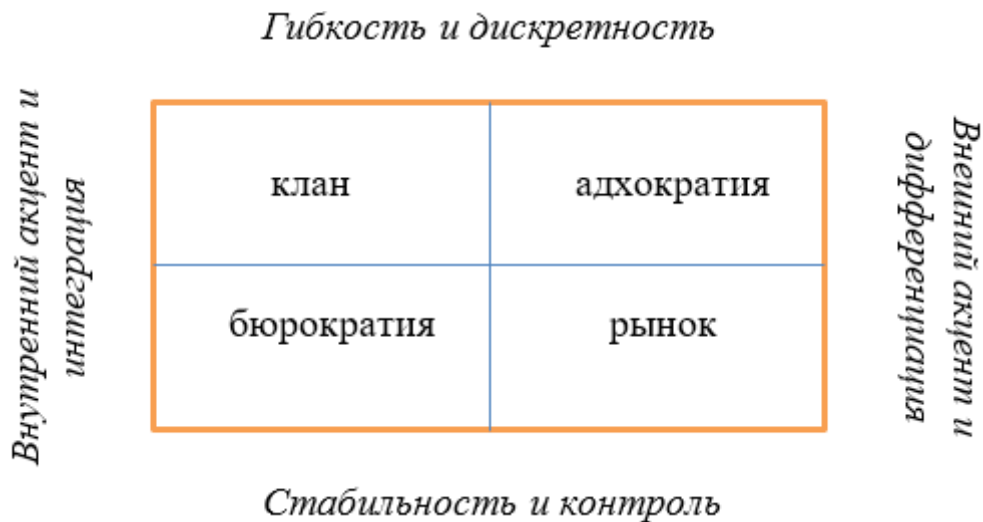 Гибкость и дискретность
Внутренний акцент и
интеграция
клан
адхократия
бюрократия
рынок
Внешний акцент и
дифференциация
Стабильность и контроль